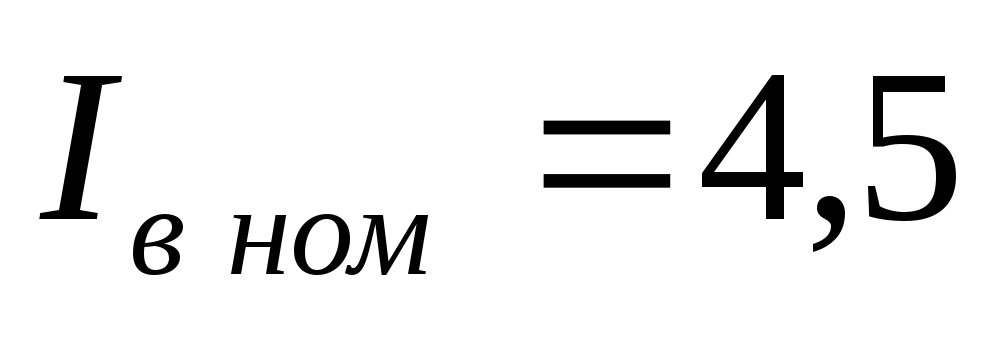 I в ном = 4,5